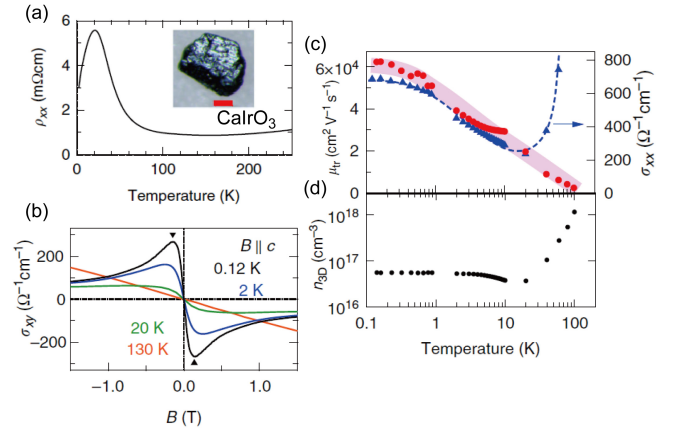 (a)
6
4
2
0
ρxx (mΩcm)
CaIrO3
0
100
200
Temperature (K)
(b)
200
0
−200
σxy (Ω−1cm−1)
B ∥ c
0.12 K
2 K
20 K
130 K
−1.0
0.0
1.0
B (T)
(c)
6×10⁴
4
2
0
μtr (cm² V−1 s−1)
800
600
400
200
0
σxx (Ω−1cm−1)
(d)
10¹⁸
10¹⁷
10¹⁶
n3D (cm−3)
0.1
1
10
100
Temperature (K)